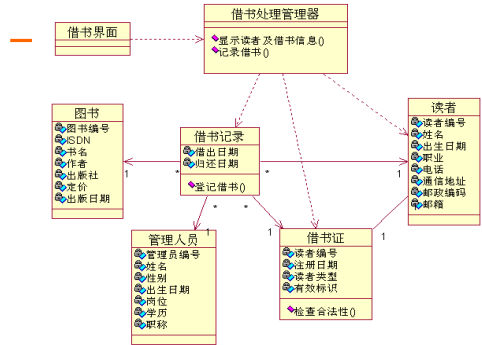 借书处理管理器
显示读者及借书信息()
记录借书()
借书界面
图书
图书编号
ISDN
书名
作者
出版社
定价
出版日期
借书记录
借出日期
归还日期
登记借书()
读者
读者编号
姓名
出生日期
职业
电话
通信地址
邮政编码
邮籍
1
*
*
1
*
*
1
1
1
管理人员
管理员编号
姓名
性别
出生日期
岗位
学历
职称
借书证
读者编号
注册日期
读者类型
有效标识
检查合法性()